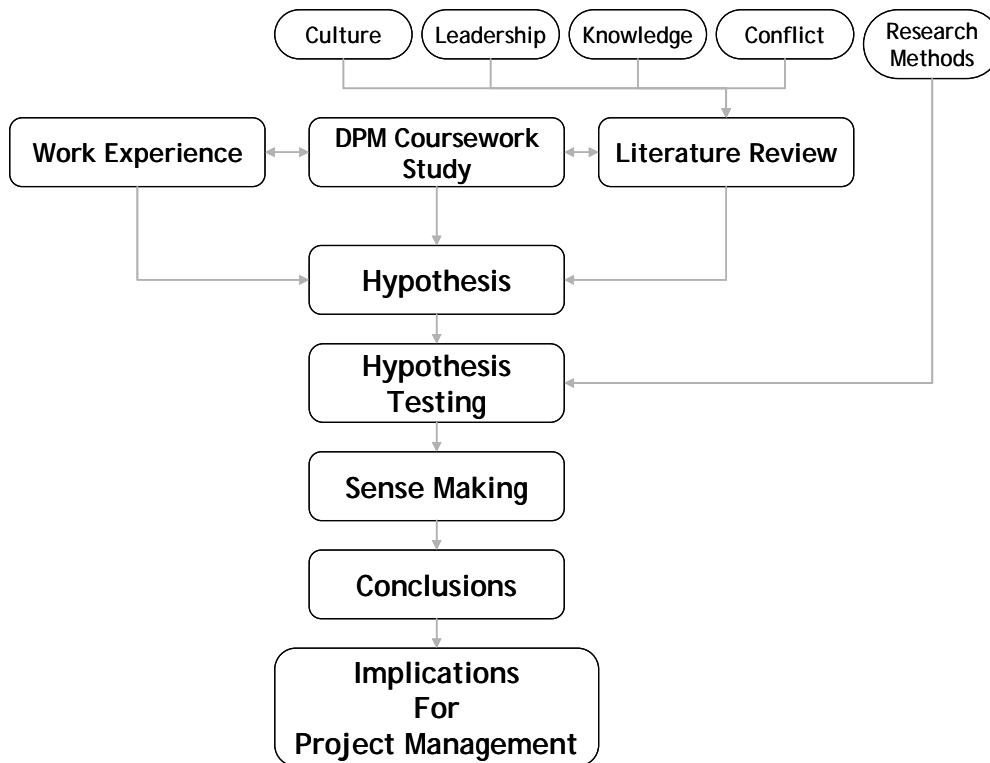 Culture
Leadership
Knowledge
Conflict
Research
Methods
Work Experience
DPM Coursework
Study
Literature Review
Hypothesis
Hypothesis
Testing
Sense Making
Conclusions
Implications
For
Project Management